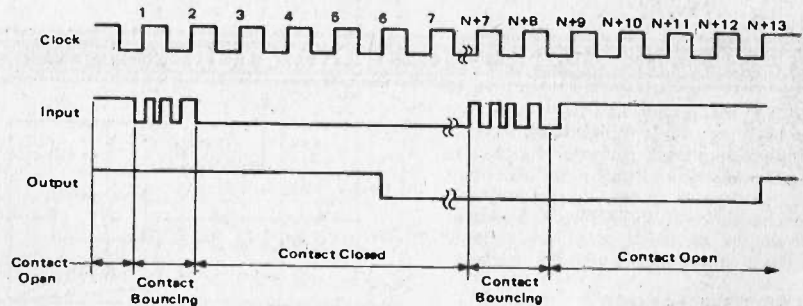 1 2 3 4 5 6 7 N+7 N+8 N+9 N+10 N+11 N+12 N+13
Clock
Input
Output
Contact Open
Contact Bouncing
Contact Closed
Contact Bouncing
Contact Open